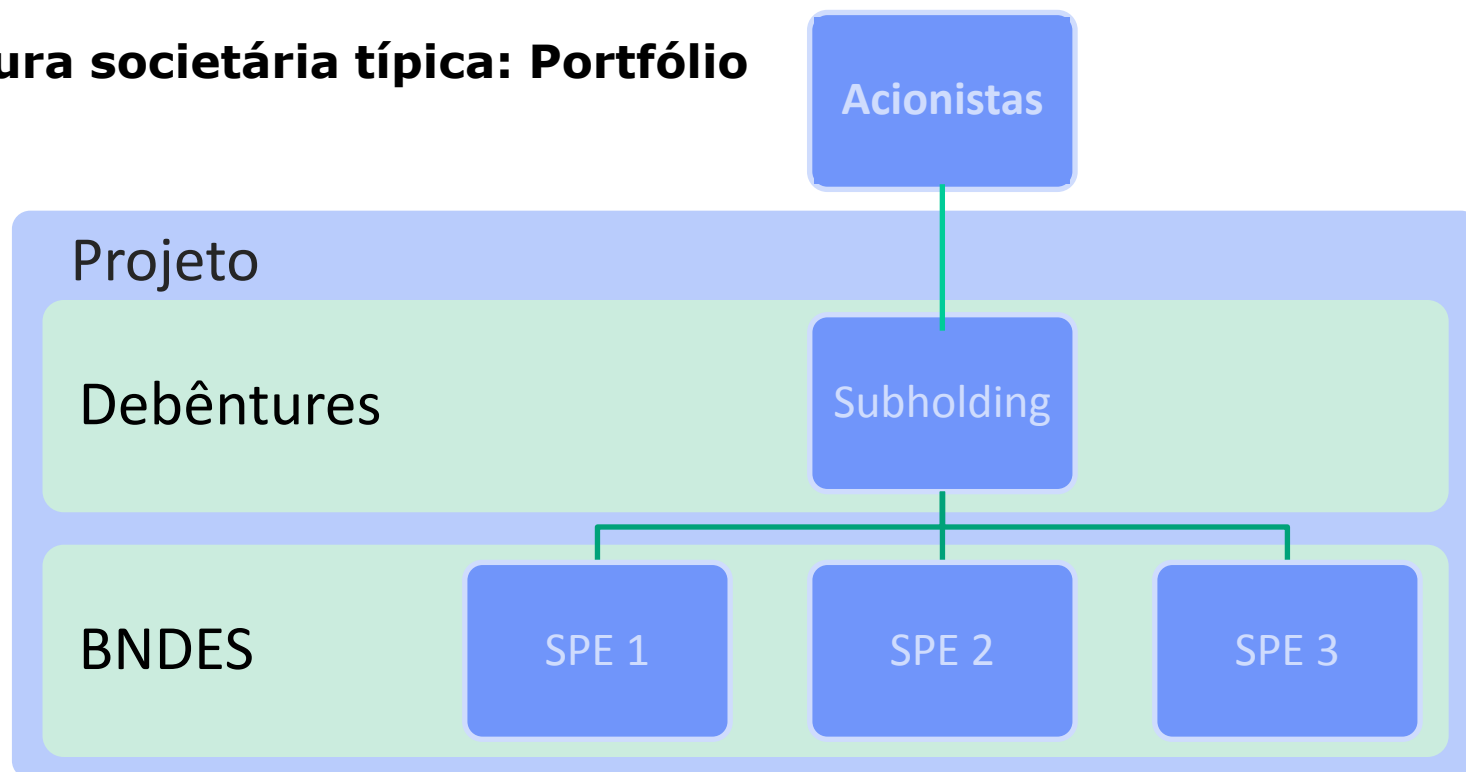 ura societária típica: Portfólio
Acionistas
Projeto
Debêntures
Subholding
BNDES
SPE 1
SPE 2
SPE 3